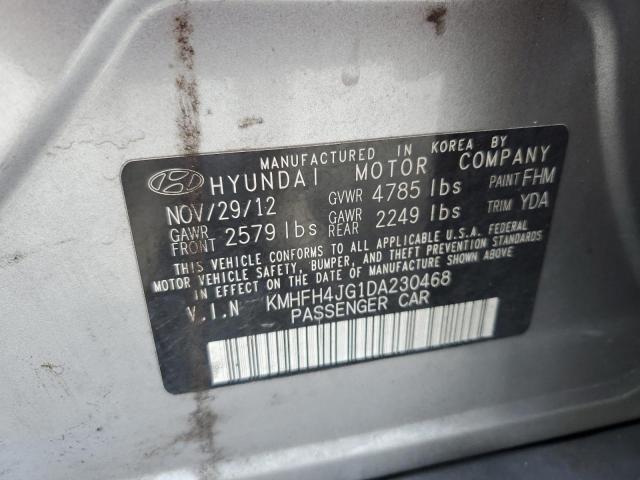 MANUFACTURED IN KOREA BY
HYUNDAI MOTOR COMPANY
NOV/29/12 GVWR 4785 lbs PAINT FHM
GAWR FRONT 2579 lbs GAWR REAR 2249 lbs TRIM YDA
THIS VEHICLE CONFORMS TO ALL APPLICABLE U.S.A. FEDERAL
MOTOR VEHICLE SAFETY, BUMPER, AND THEFT PREVENTION STANDARDS
IN EFFECT ON THE DATE OF MANUFACTURE SHOWN ABOVE.
V.I.N KMHFH4JG1DA230468
PASSENGER CAR